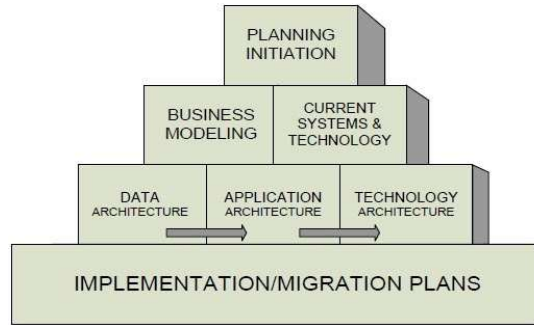 PLANNING
INITIATION
BUSINESS
MODELING
CURRENT
SYSTEMS &
TECHNOLOGY
DATA
ARCHITECTURE
APPLICATION
ARCHITECTURE
TECHNOLOGY
ARCHITECTURE
IMPLEMENTATION/MIGRATION PLANS